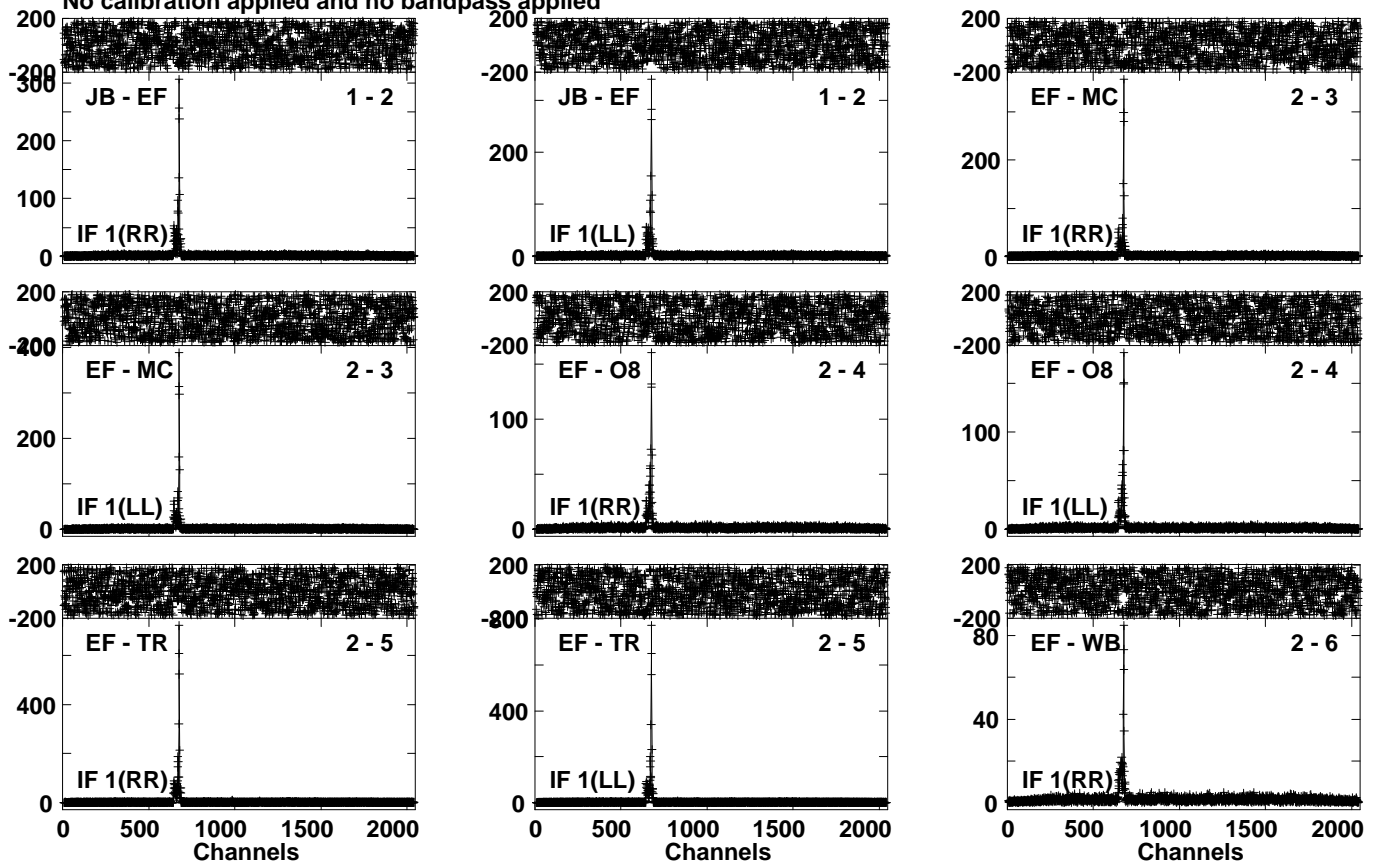 No calibration applied and no bandpass applied
200 200 200
-200 -200 -200
300
JB - EF 1 - 2 JB - EF 1 - 2 EF - MC 2 - 3
200 200 200
100
IF 1(RR) IF 1(LL) IF 1(RR)
0 0 0
200 200 200
-200 -200 -200
400
EF - MC 2 - 3 EF - O8 2 - 4 EF - O8 2 - 4
200 100 100
IF 1(LL) IF 1(RR) IF 1(LL)
0 0 0
200 200 200
-200 -200 -200
800 80
EF - TR 2 - 5 EF - TR 2 - 5 EF - WB 2 - 6
400 400 40
IF 1(RR) IF 1(LL) IF 1(RR)
0 0 0
0 500 1000 1500 2000 0 500 1000 1500 2000 0 500 1000 1500 2000
Channels Channels Channels